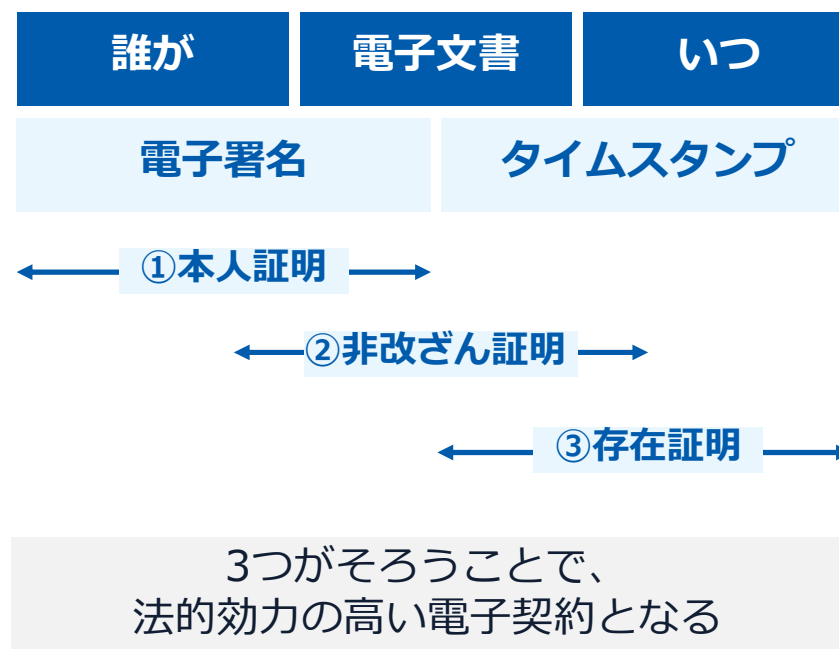 誰が
電子文書
いつ
電子署名
タイムスタンプ
①本人証明
②非改ざん証明
③存在証明
3つがそろうことで、
法的効力の高い電子契約となる